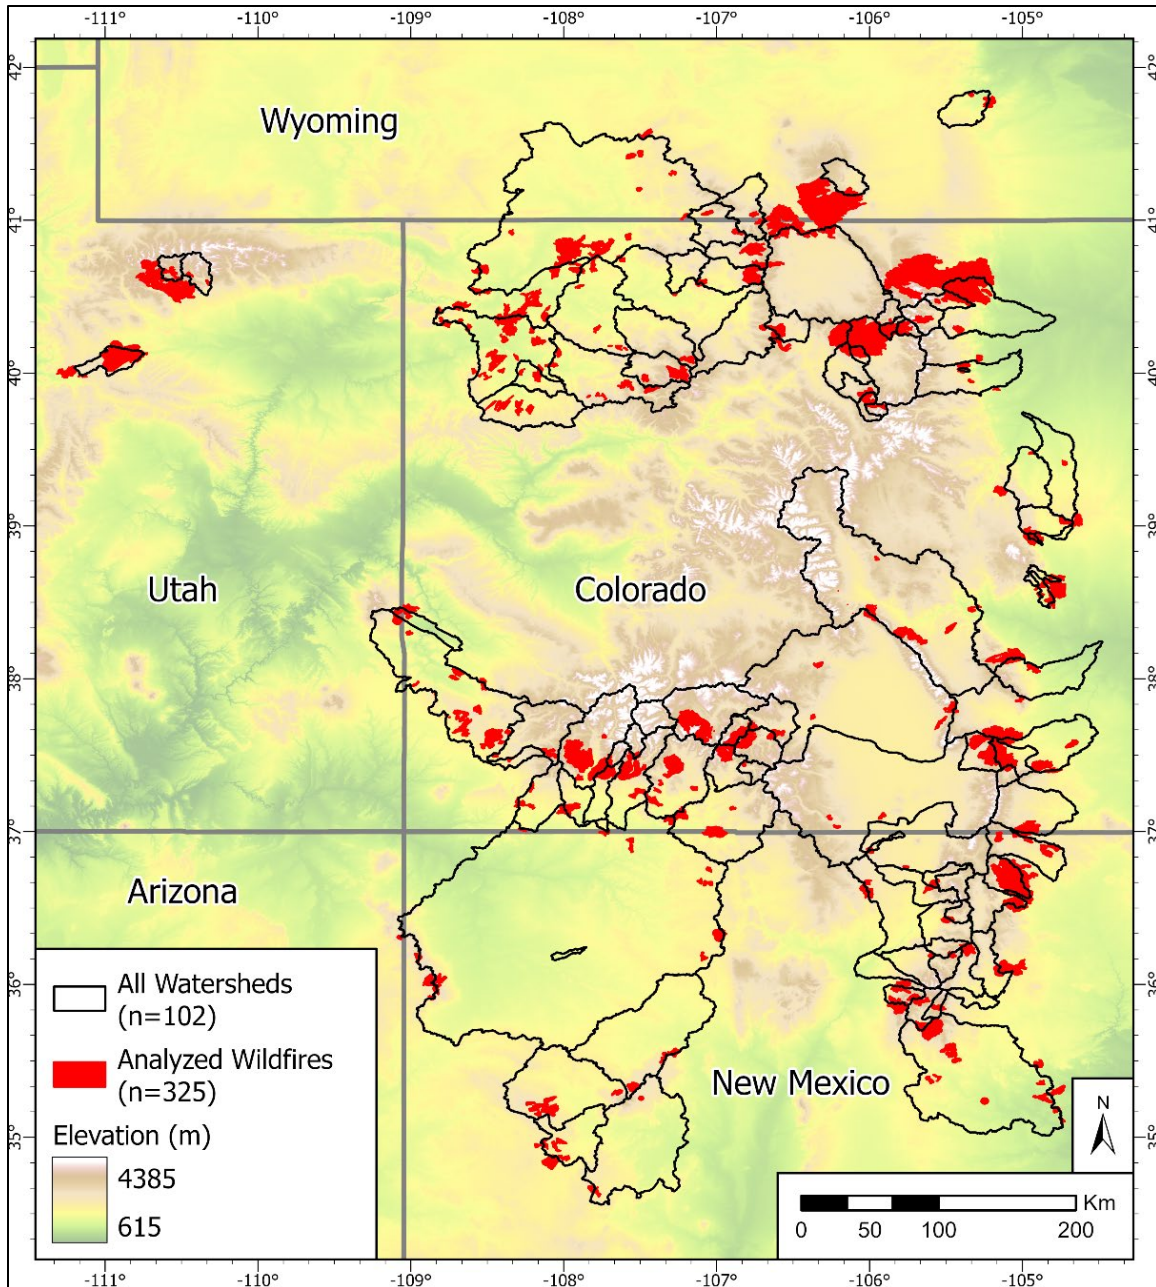 -111° -110° -109° -108° -107° -106° -105°
42° 42°
Wyoming
41° 41°
40° 40°
39° 39°
Utah
Colorado
38° 38°
37° 37°
Arizona
36° 36°
All Watersheds
(n=102)
Analyzed Wildfires
(n=325)
New Mexico
N
Elevation (m)
35° 35°
4385
615
Km
0 50 100 200
-111° -110° -109° -108° -107° -106° -105°